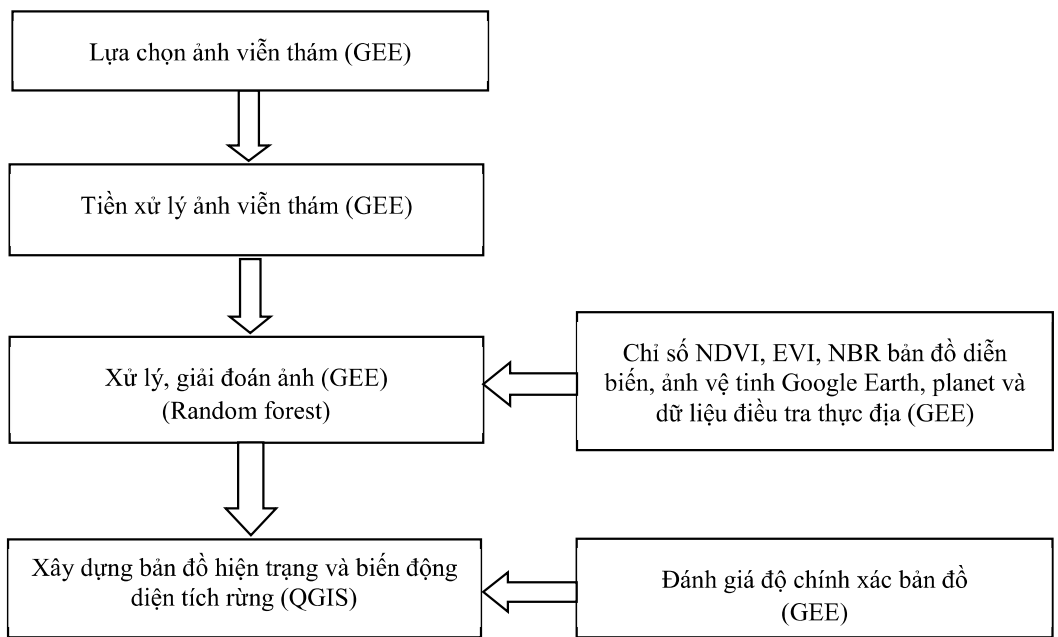 Lựa chọn ảnh viễn thám (GEE)
Tiền xử lý ảnh viễn thám (GEE)
Xử lý, giải đoán ảnh (GEE)
(Random forest)
Chỉ số NDVI, EVI, NBR bản đồ diễn
biến, ảnh vệ tinh Google Earth, planet và
dữ liệu điều tra thực địa (GEE)
Xây dựng bản đồ hiện trạng và biến động
diện tích rừng (QGIS)
Đánh giá độ chính xác bản đồ
(GEE)